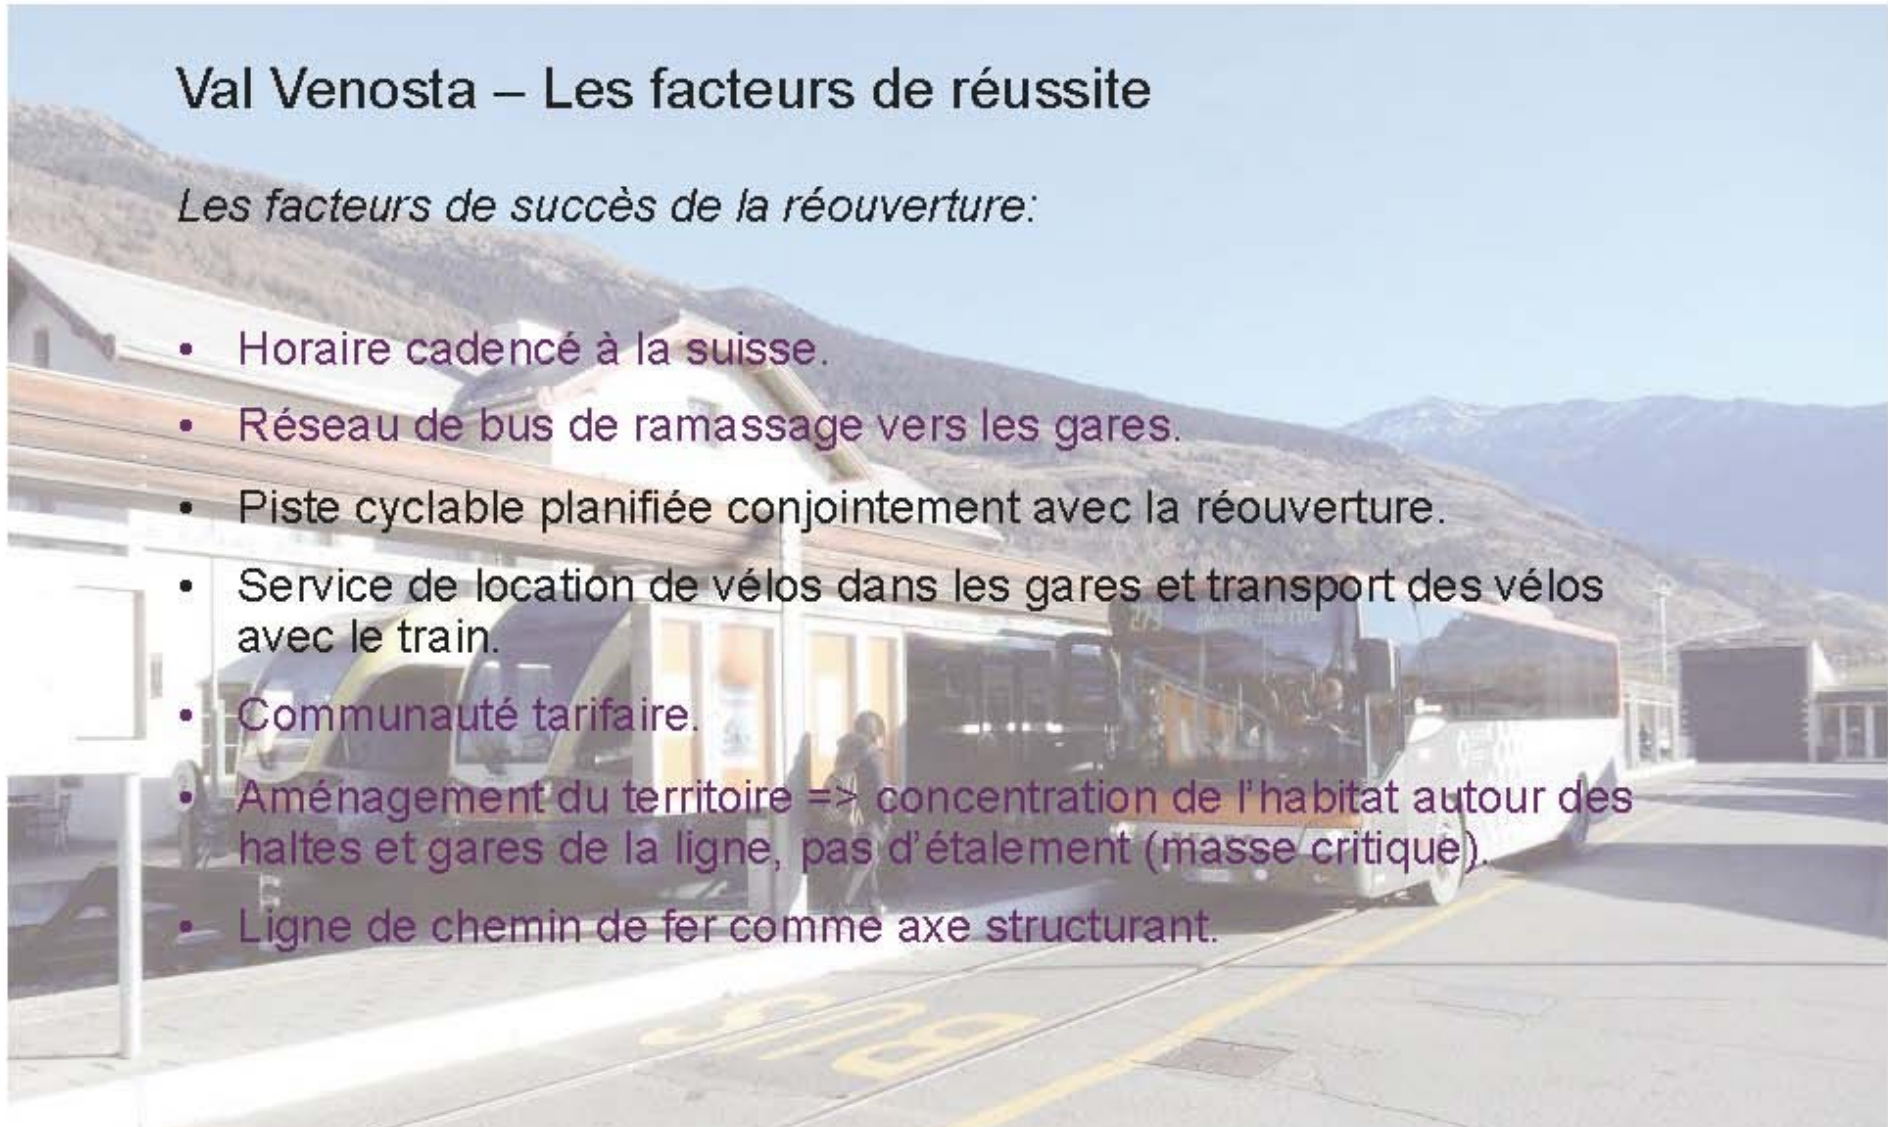 Val Venosta – Les facteurs de réussite
Les facteurs de succès de la réouverture:
• Horaire cadencé à la suisse.
• Réseau de bus de ramassage vers les gares.
• Piste cyclable planifiée conjointement avec la réouverture.
• Service de location de vélos dans les gares et transport des vélos
avec le train.
• Communauté tarifaire.
• Aménagement du territoire => concentration de l'habitat autour des
haltes et gares de la ligne, pas d'étalement (masse critique).
• Ligne de chemin de fer comme axe structurant.
BUS